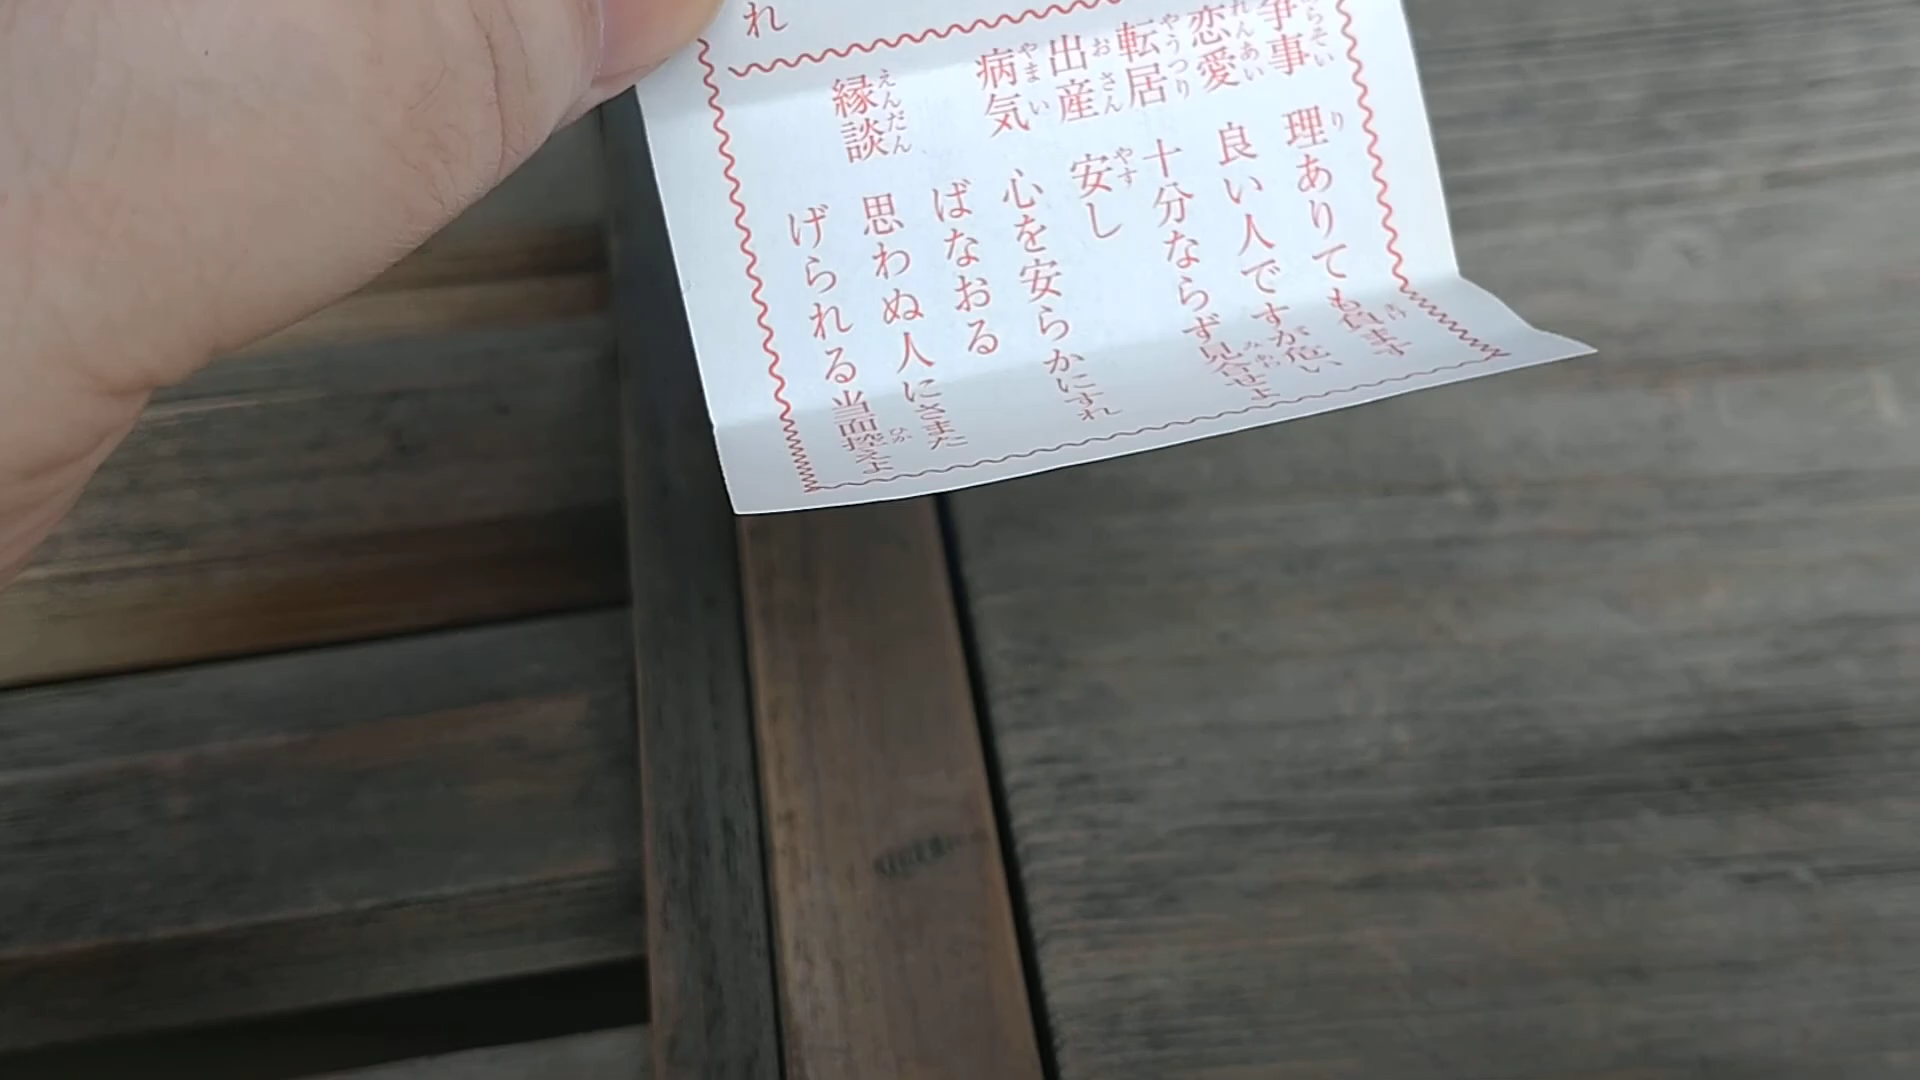 争事 理ありても負ます
恋愛 良い人ですが危い
転居 十分ならず見合せよ
出産 安し
病気 心を安らかにすれ
ばなおる
縁談 思わぬ人にさまた
げられる当面控えよ
れ